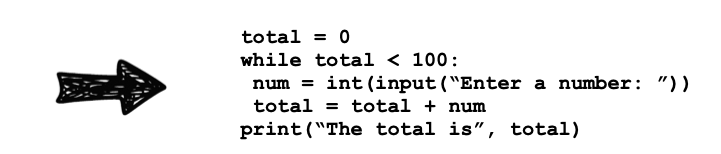 total = 0
while total < 100:
 num = int(input(“Enter a number: ”))
 total = total + num
print(“The total is”, total)